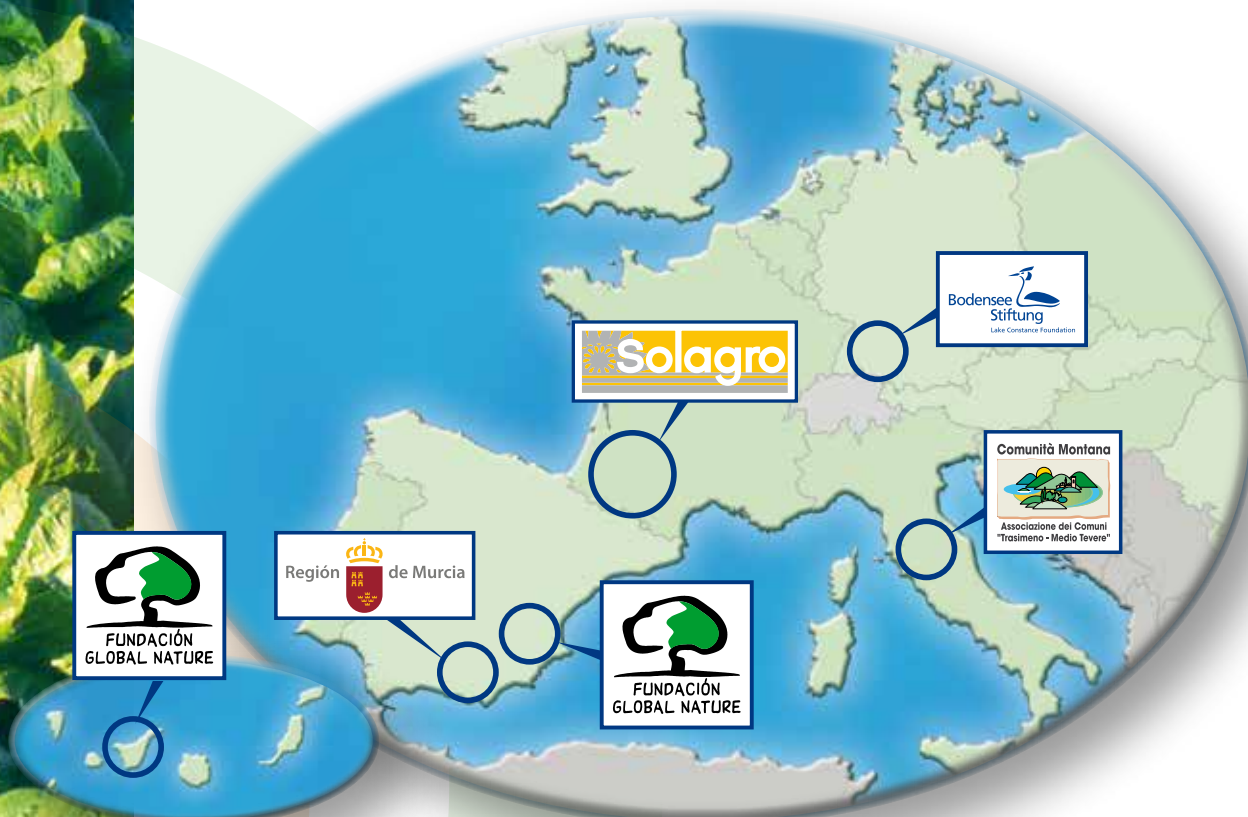 Bodensee
Stiftung
Lake Constance Foundation
Solagro
Comunità Montana
Associazione dei Comuni
"Trasimeno - Medio Tevere"
Región de Murcia
FUNDACIÓN
GLOBAL NATURE
FUNDACIÓN
GLOBAL NATURE